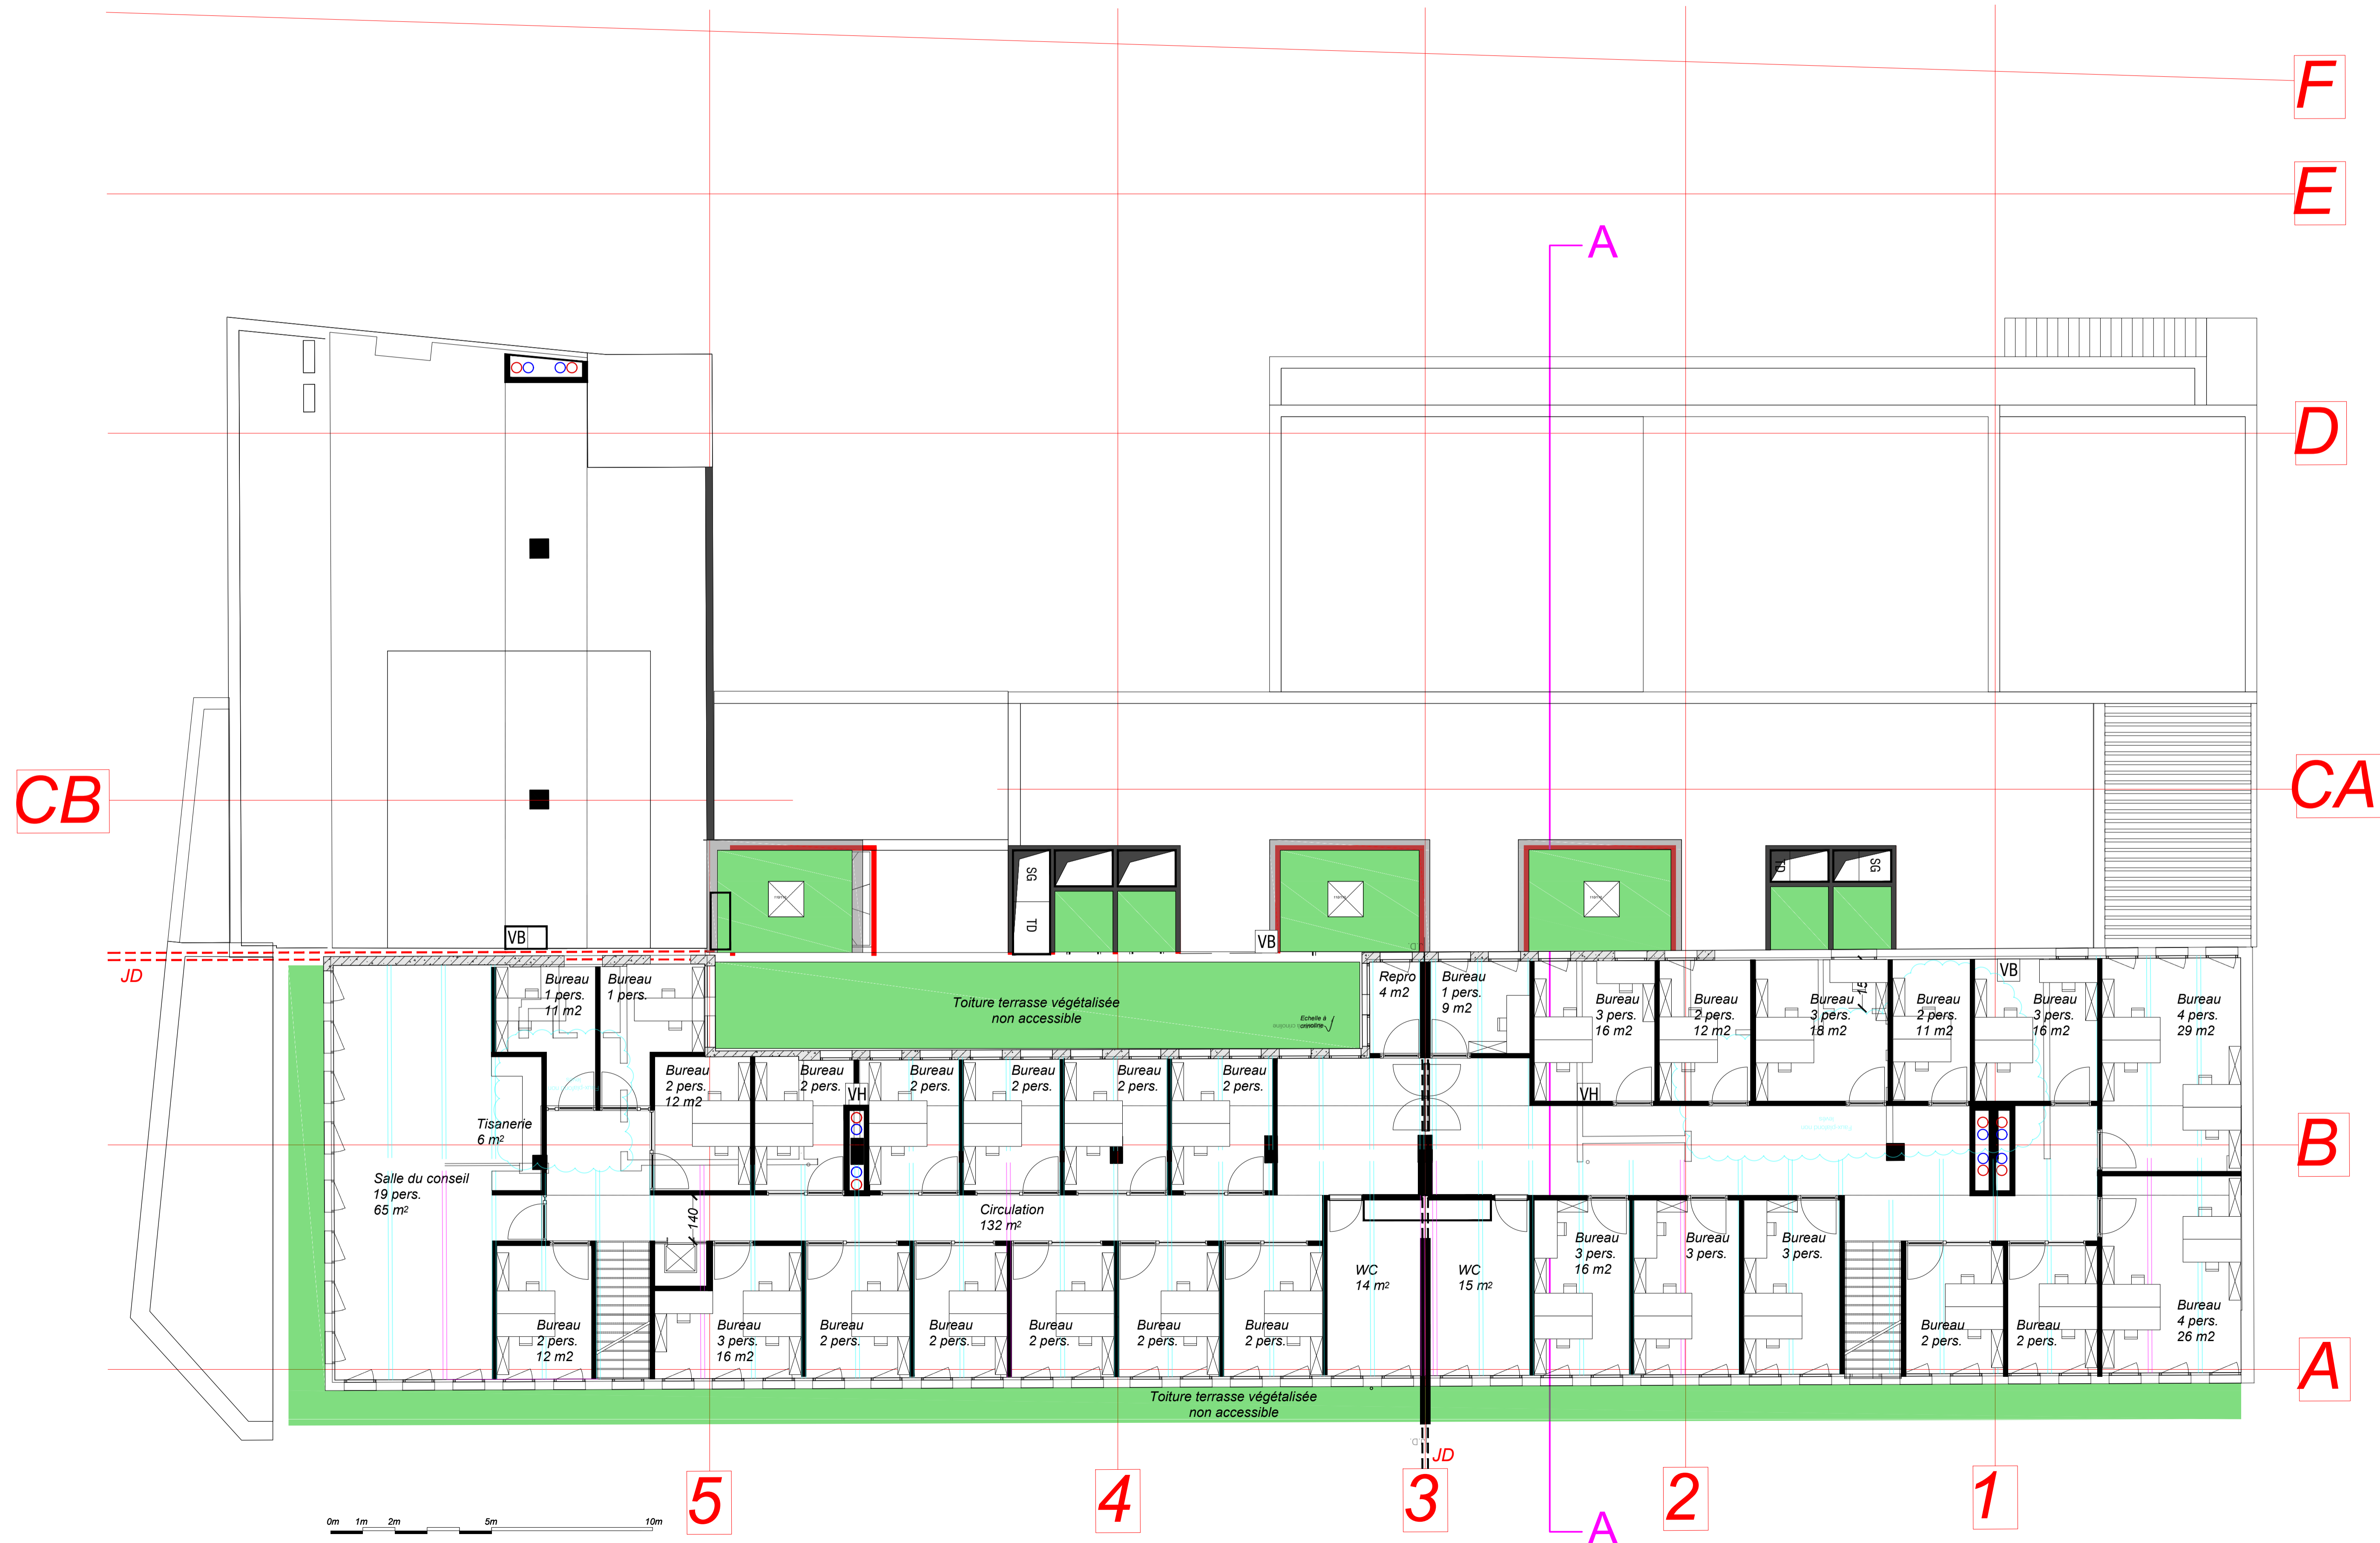 F
E
A
D
CB
CA
SG
TD
TD
SG
VB
VB
JD
Toiture terrasse végétalisée
non accessible
Echelle à
crinoline
Repro
4 m2
Bureau
1 pers.
9 m2
Bureau
1 pers.
11 m2
Bureau
1 pers.
Bureau
3 pers.
16 m2
Bureau
2 pers.
12 m2
Bureau
3 pers.
18 m2
Bureau
2 pers.
11 m2
VB
Bureau
3 pers.
16 m2
Bureau
4 pers.
29 m2
Bureau
2 pers.
12 m2
Bureau
2 pers.
VH
Bureau
2 pers.
Bureau
2 pers.
Bureau
2 pers.
Bureau
2 pers.
VH
Tisanerie
6 m2
B
Salle du conseil
19 pers.
65 m2
140
Circulation
132 m2
WC
14 m2
WC
15 m2
Bureau
3 pers.
16 m2
Bureau
3 pers.
Bureau
3 pers.
Bureau
2 pers.
12 m2
Bureau
3 pers.
16 m2
Bureau
2 pers.
Bureau
2 pers.
Bureau
2 pers.
Bureau
2 pers.
Bureau
2 pers.
Bureau
2 pers.
Bureau
2 pers.
Bureau
4 pers.
26 m2
A
Toiture terrasse végétalisée
non accessible
JD
5
4
3
2
1
0m 1m 2m 5m 10m
A